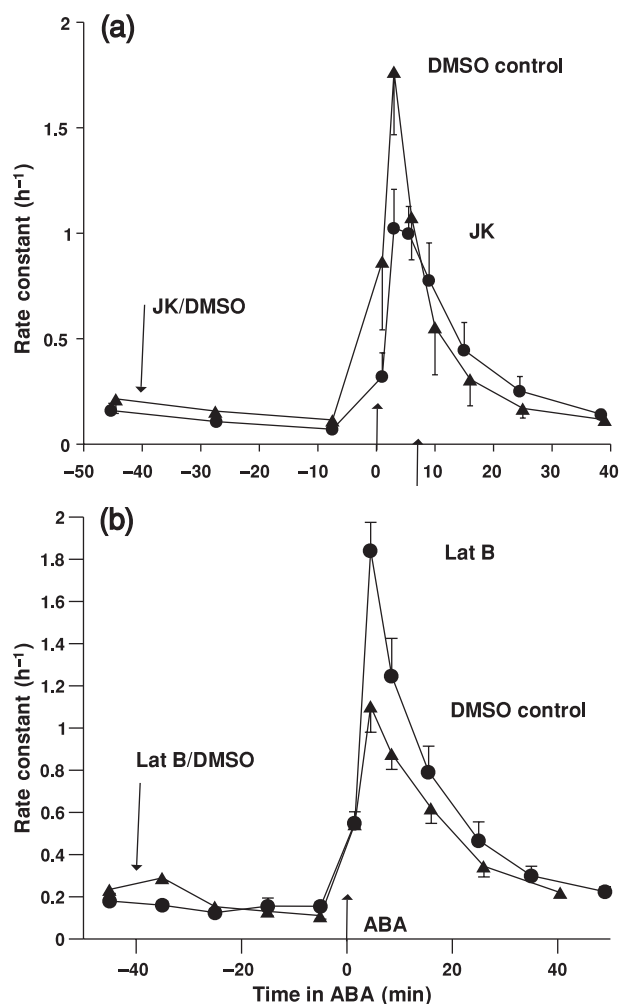 (a)
2
DMSO control
1.5
Rate constant (h⁻¹)
1
JK
JK/DMSO
0.5
0
−50 −40 −30 −20 −10 0 10 20 30 40
(b)
2
Lat B
1.8
1.6
1.4
1.2
Rate constant (h⁻¹)
1
DMSO control
0.8
Lat B/DMSO
0.6
0.4
0.2
ABA
0
−40 −20 0 20 40
Time in ABA (min)